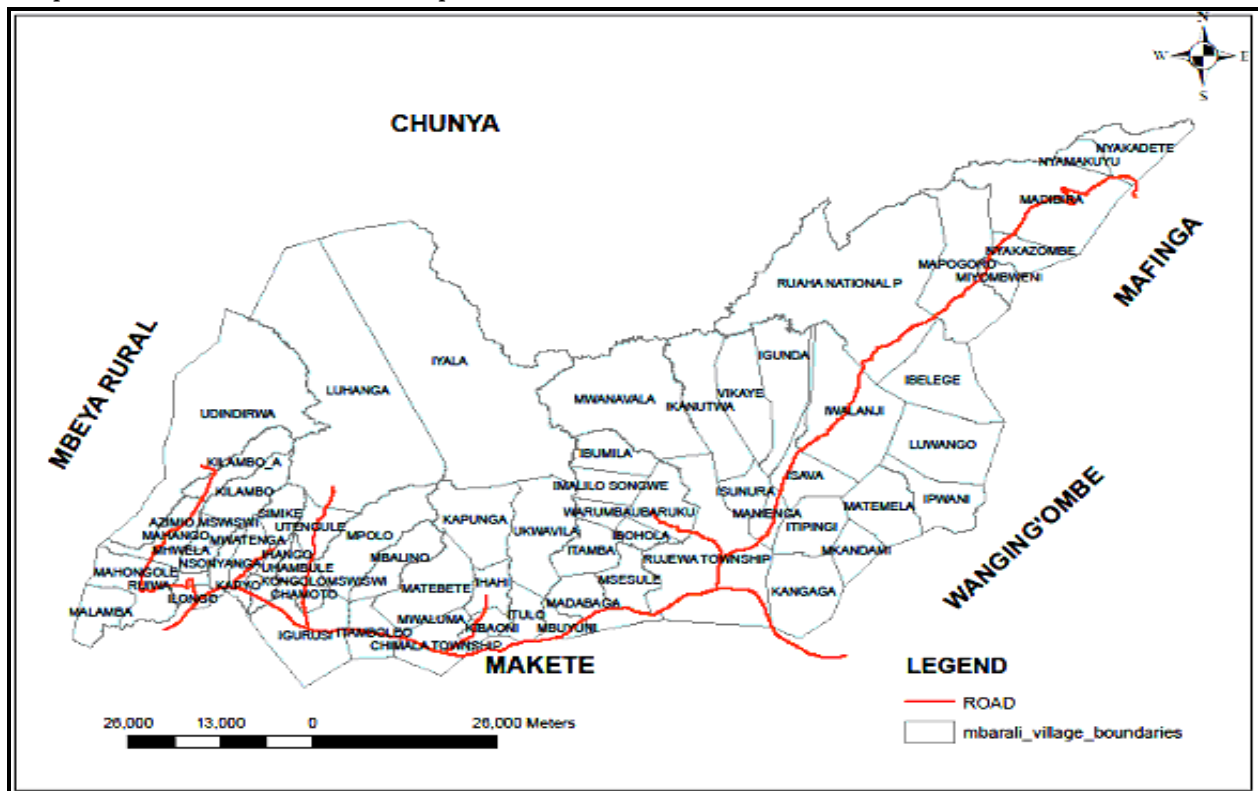 N
W E
S
CHUNYA
NYAKADETE
NYAMAKUYU
MADIBIRA
NYAKAZOMBE
MAPOGORO
MIYOMBWENI
RUAHA NATIONAL P
MAFINGA
MBEYA RURAL
IYALA
LUHANGA
IGUNDA
VIKAYE
IKANUTWA
MWANAVALA
IBELEGE
IWALANJI
UDINDIRWA
LUWANGO
IBUMILA
KILAMBO_A
KILAMBO
IMALILO SONGWE
ISUNURA
ISAVA
IPWANI
MATEMELA
WANGING'OMBE
SIMIKE
AZIMIO
MSWISWI
UTENGULE
MAHANGO
MWATENGA
MPOLO
KAPUNGA
UKWAVILA
WARUMBA
UBARUKU
MANIENGA
ITIPINGI
MHWELA
IHANGO
NSONYANGA
UHAMBULE
MBALINO
ITAMBA
IBOHOLA
RUJEWA TOWNSHIP
MKANDAMI
MAHONGOLE
RUIWA
KONGOLO
MSWISWI
MATEBETE
IHAHI
MSESULE
KANGAGA
ILONGO
CHAMOTO
MADABAGA
MALAMBA
MWALUMA
ITULO
KIBAONI
MBUYUNI
IGURUSI
ITAMBOLEO
CHIMALA TOWNSHIP
MAKETE
LEGEND
ROAD
mbarali_village_boundaries
26,000 13,000 0 26,000 Meters